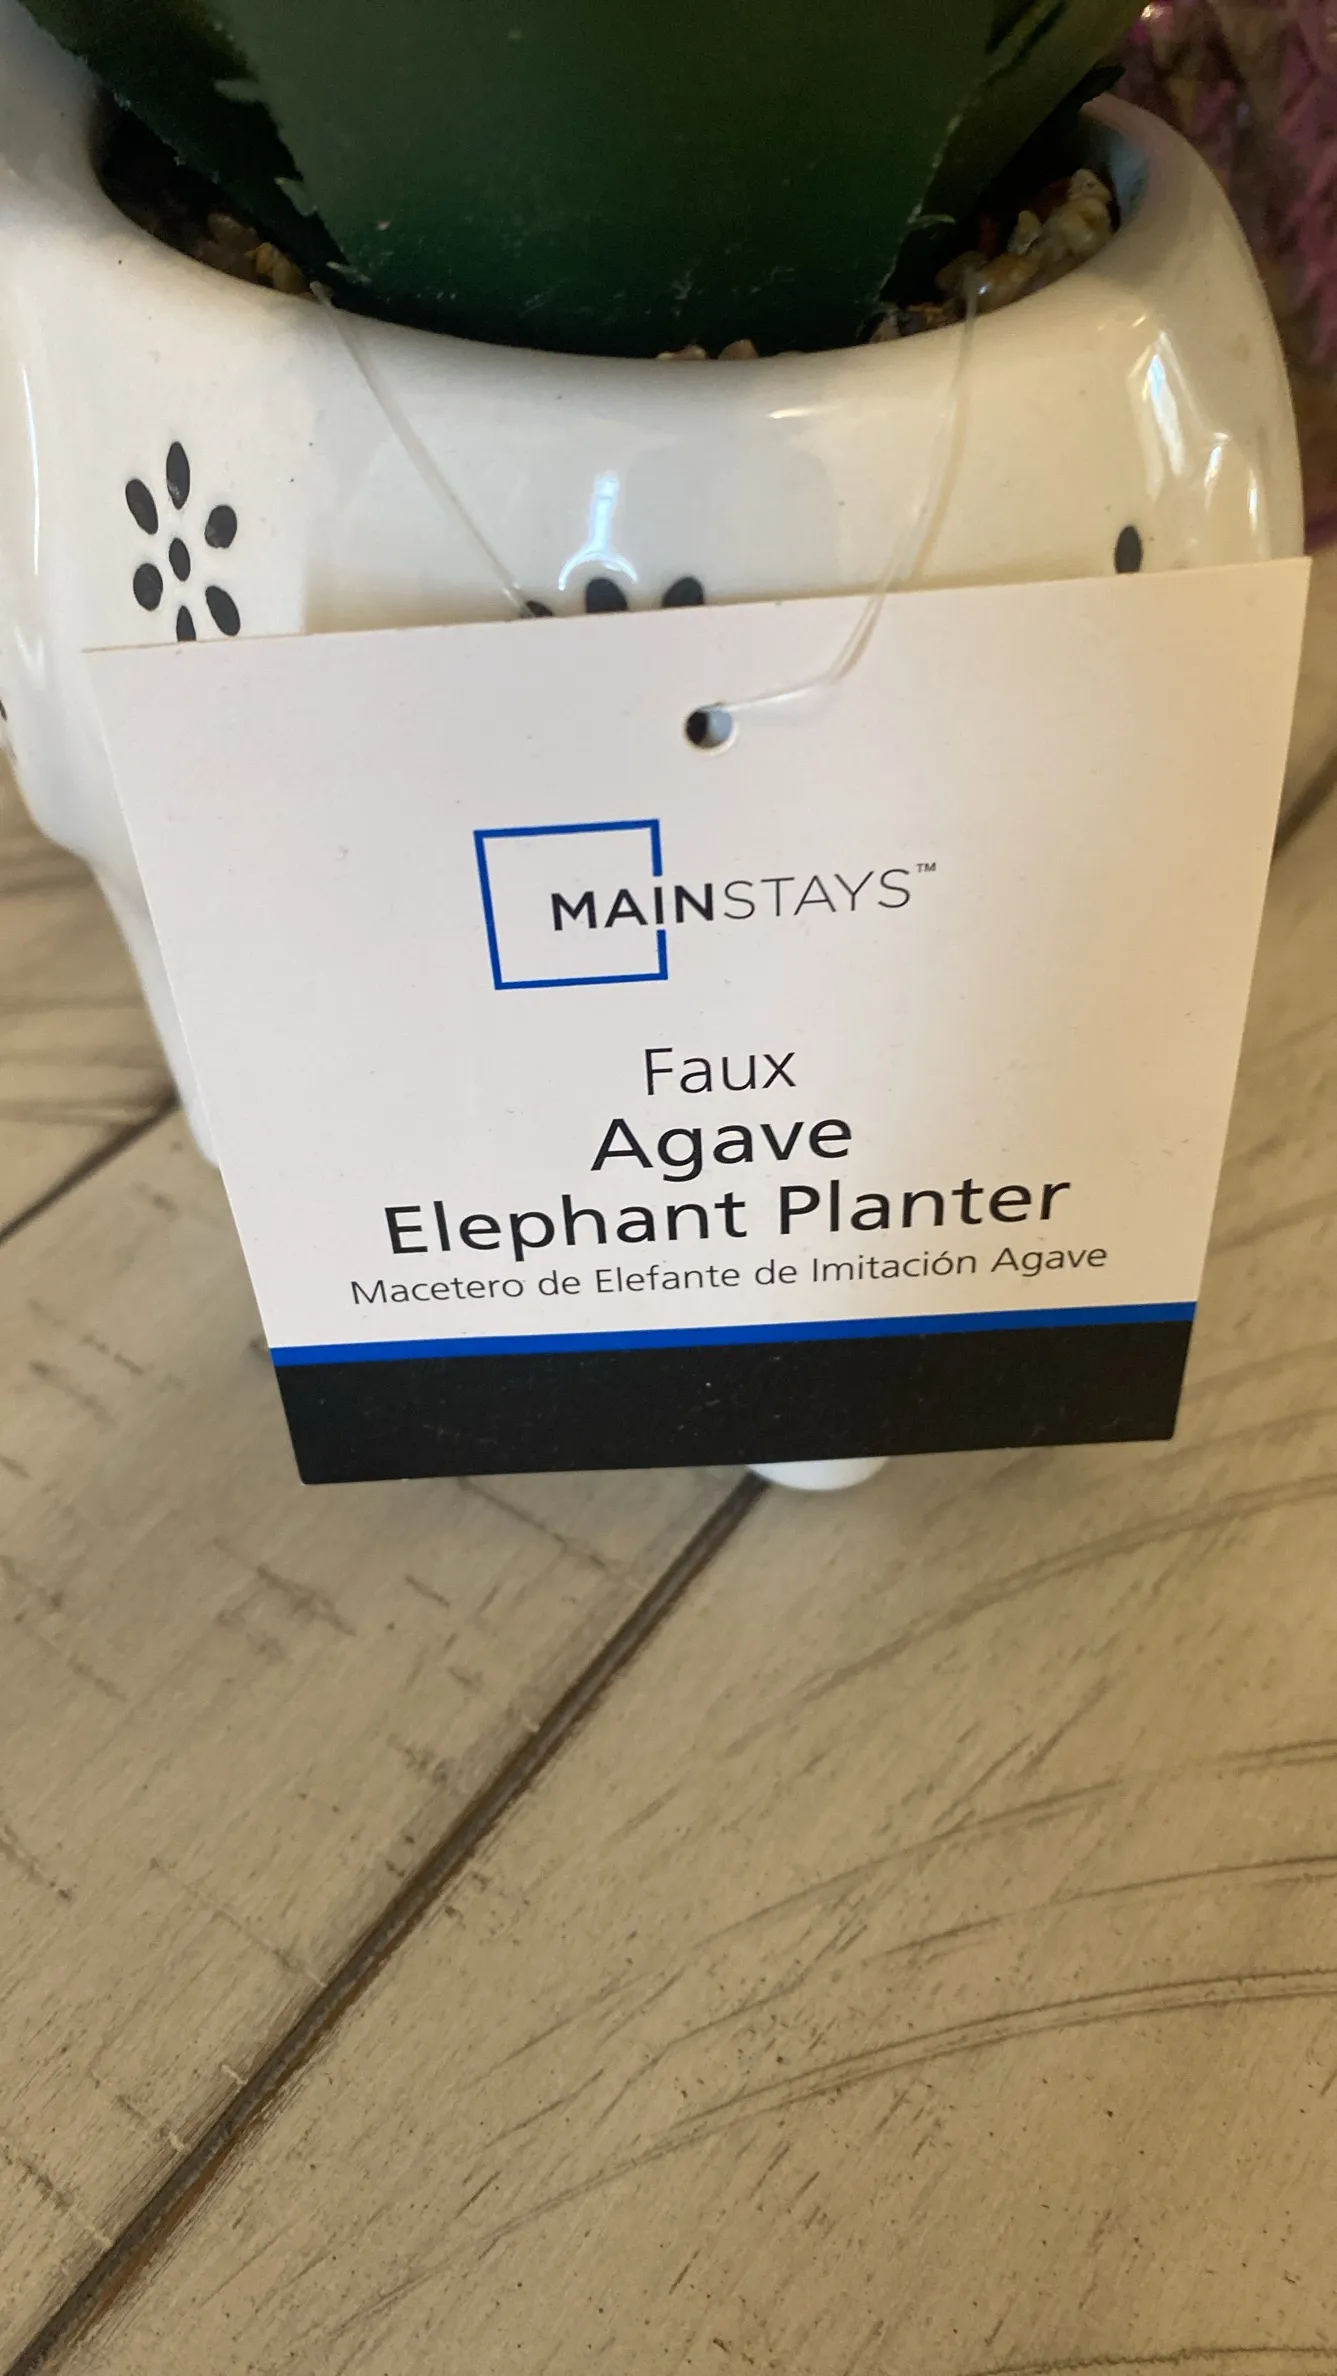 MAINSTAYS™
Faux
Agave
Elephant Planter
Macetero de Elefante de Imitación Agave